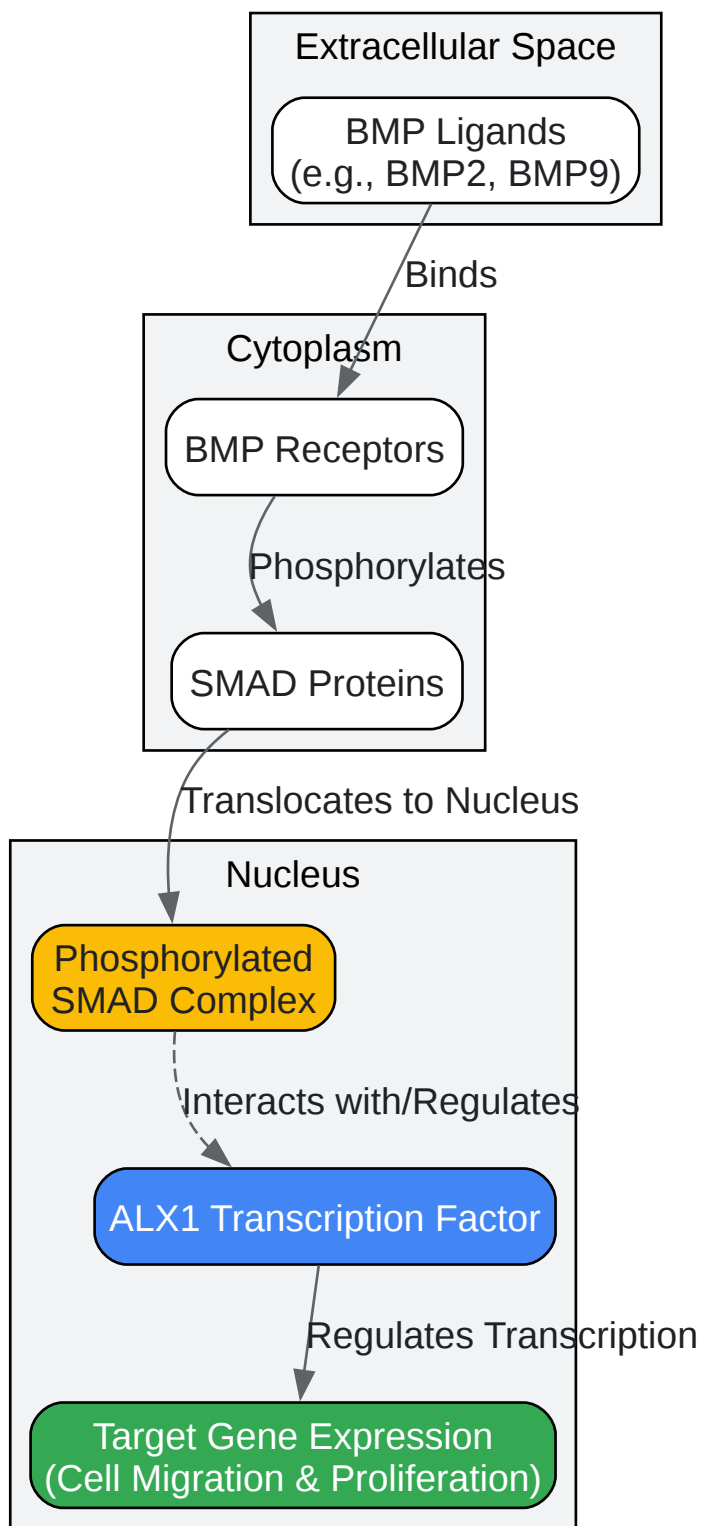 Extracellular Space
BMP Ligands
(e.g., BMP2, BMP9)
Binds
Cytoplasm
BMP Receptors
Phosphorylates
SMAD Proteins
Translocates to Nucleus
Nucleus
Phosphorylated
SMAD Complex
Interacts with/Regulates
ALX1 Transcription Factor
Regulates Transcription
Target Gene Expression
(Cell Migration & Proliferation)